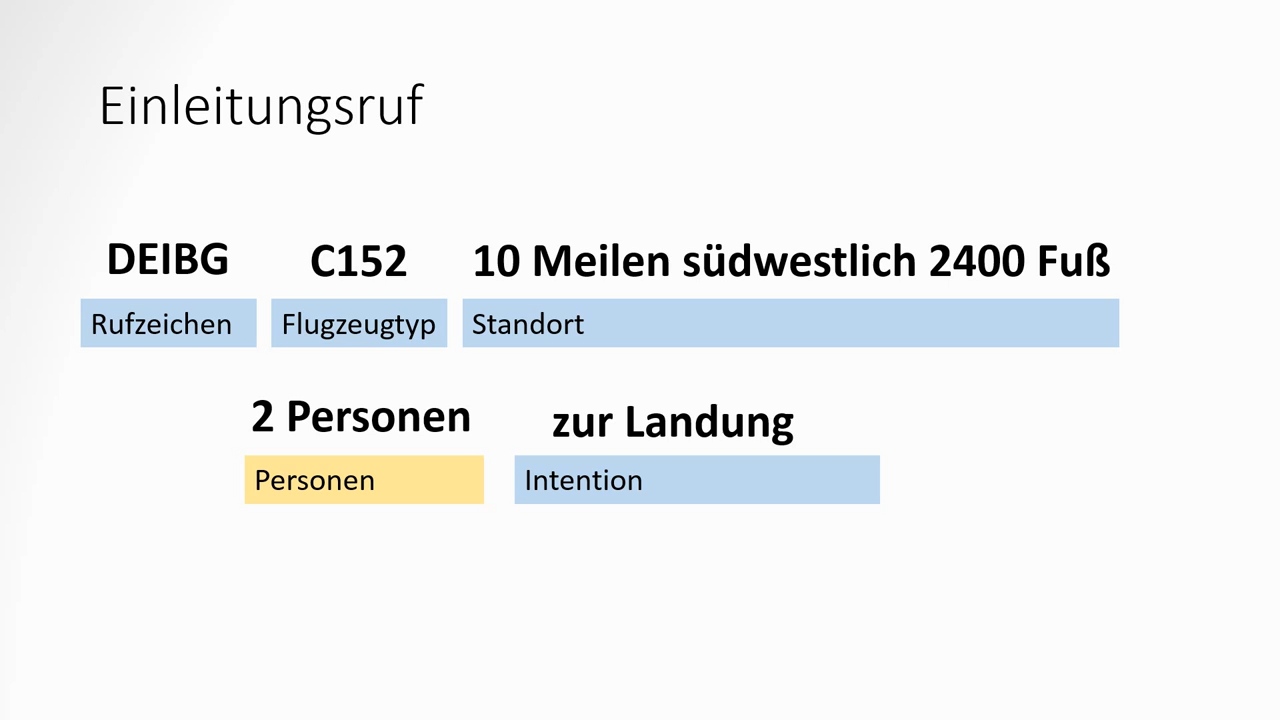 Einleitungsruf
DEIBG C152 10 Meilen südwestlich 2400 Fuß
Rufzeichen Flugzeugtyp Standort
2 Personen zur Landung
Personen Intention